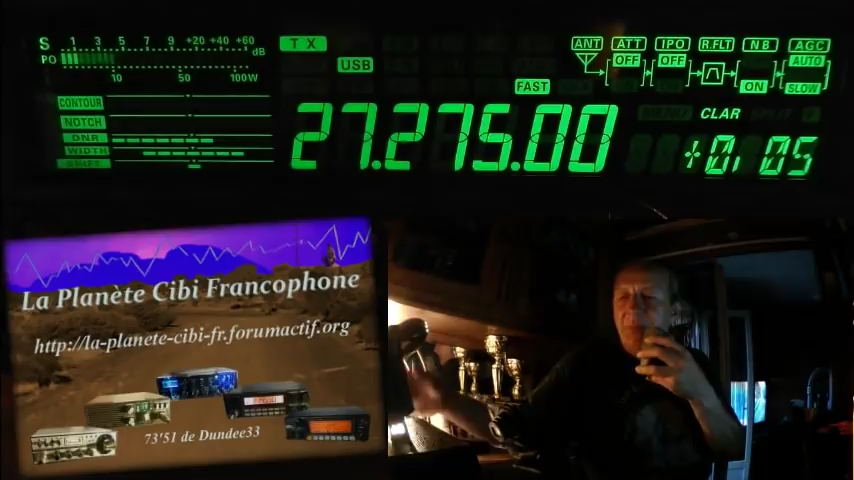 S 1 3 5 7 9 +20 +40 +60 dB
PO
10 50 100W
TX
USB
FAST
ANT ATT IPO R.FLT NB AGC
OFF OFF AUTO
ON SLOW
CONTOUR
NOTCH
DNR
WIDTH
SHIFT
27.275.00
CLAR
+0. 05
La Planète Cibi Francophone
http://la-planete-cibi-fr.forumactif.org
73'51 de Dundee33